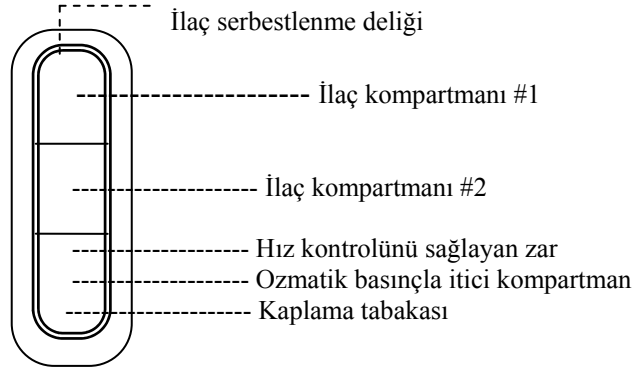 İlaç serbestlenme deliği
İlaç kompartmanı #1
İlaç kompartmanı #2
Hız kontrolünü sağlayan zar
Ozmatik basınçla itici kompartman
Kaplama tabakası